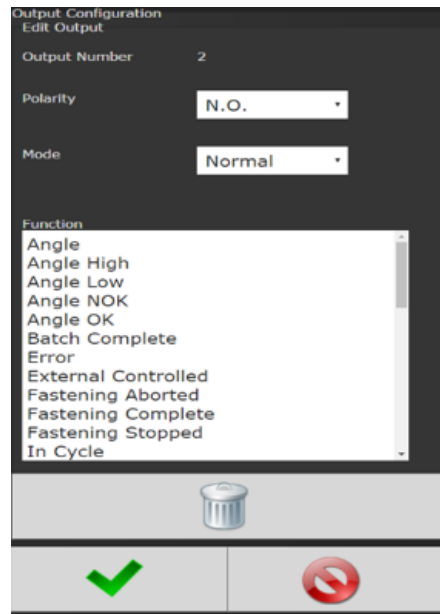 Output Configuration
Edit Output
Output Number 2
Polarity N.O.
Mode Normal
Function
Angle
Angle High
Angle Low
Angle NOK
Angle OK
Batch Complete
Error
External Controlled
Fastening Aborted
Fastening Complete
Fastening Stopped
In Cycle